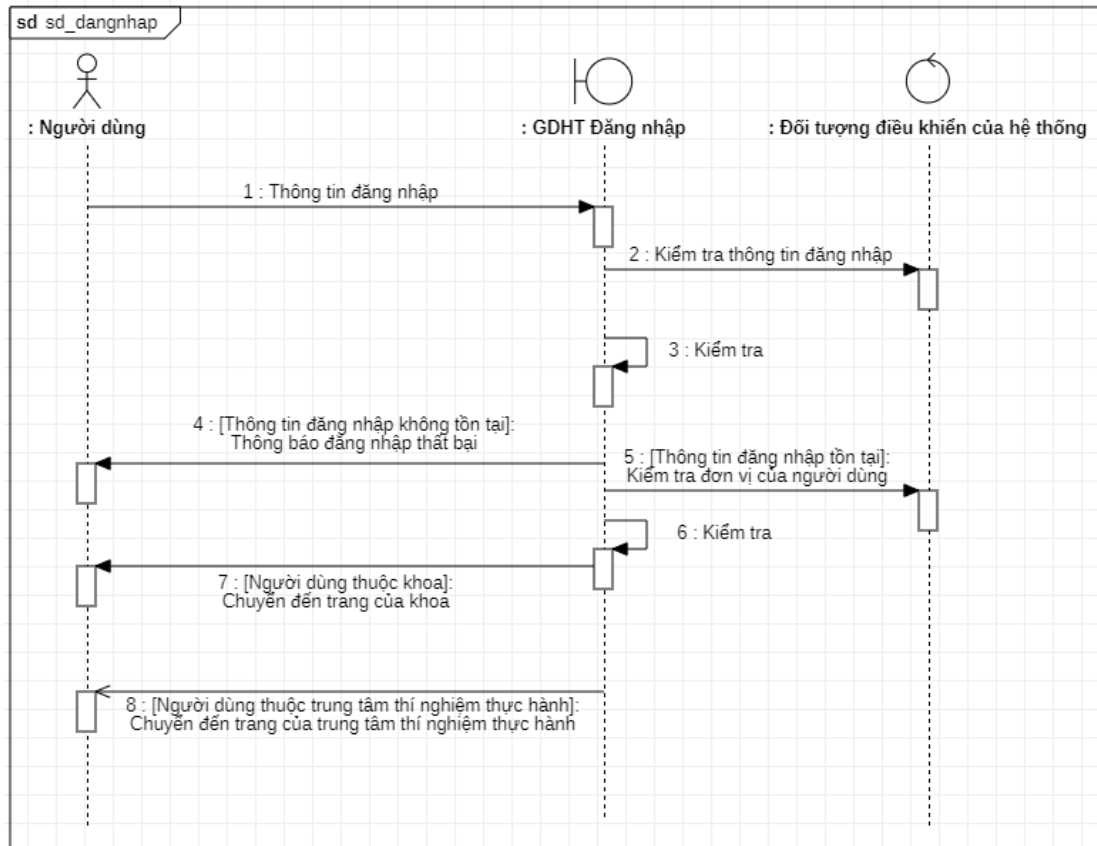 sd sd_dangnhap
: Người dùng
: GDHT Đăng nhập
: Đối tượng điều khiển của hệ thống
1 : Thông tin đăng nhập
2 : Kiểm tra thông tin đăng nhập
3 : Kiểm tra
4 : [Thông tin đăng nhập không tồn tại]:
Thông báo đăng nhập thất bại
5 : [Thông tin đăng nhập tồn tại]:
Kiểm tra đơn vị của người dùng
6 : Kiểm tra
7 : [Người dùng thuộc khoa]:
Chuyển đến trang của khoa
8 : [Người dùng thuộc trung tâm thí nghiệm thực hành]:
Chuyển đến trang của trung tâm thí nghiệm thực hành